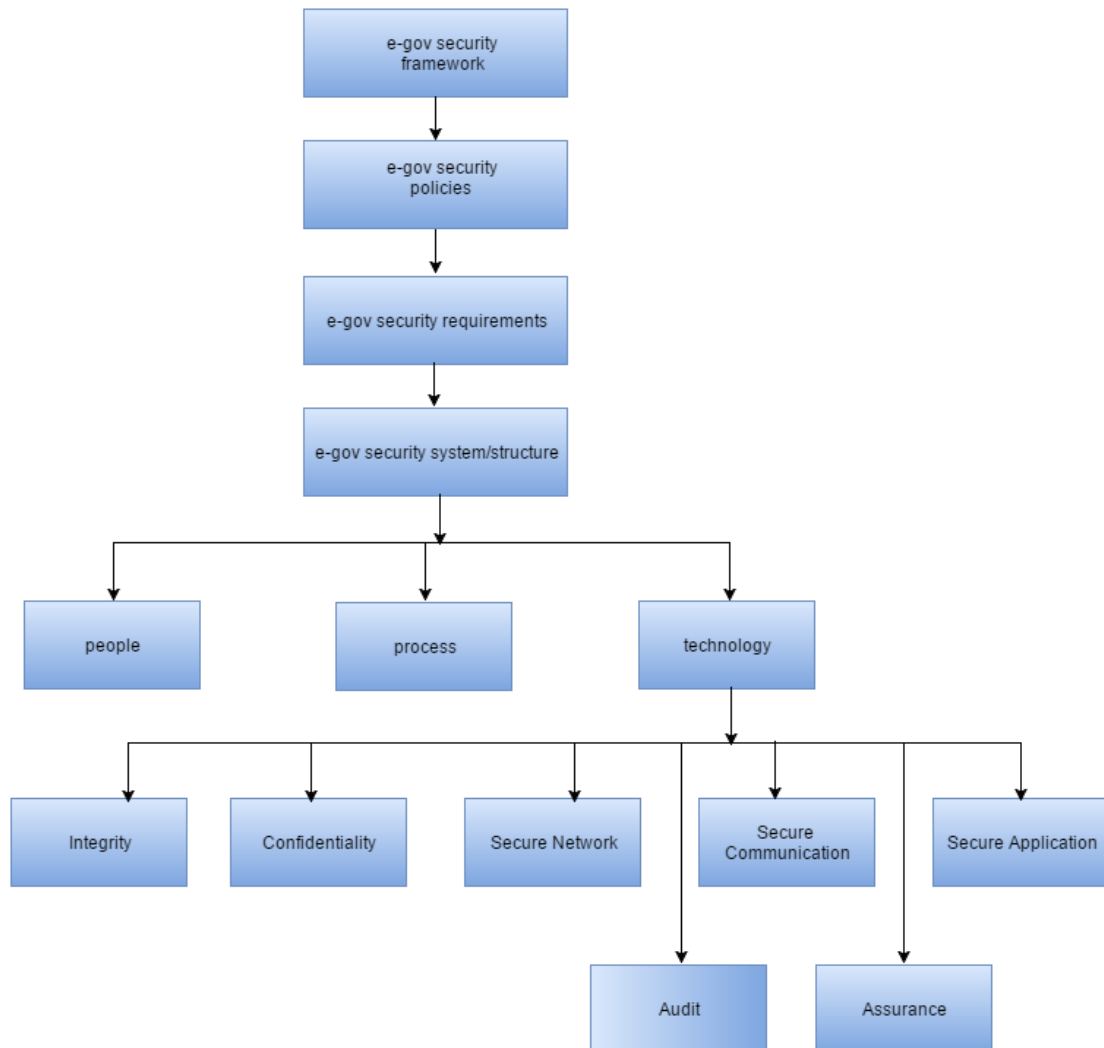 e-gov security
framework
e-gov security
policies
e-gov security requirements
e-gov security system/structure
people
process
technology
Integrity
Confidentiality
Secure Network
Secure
Communication
Secure Application
Audit
Assurance